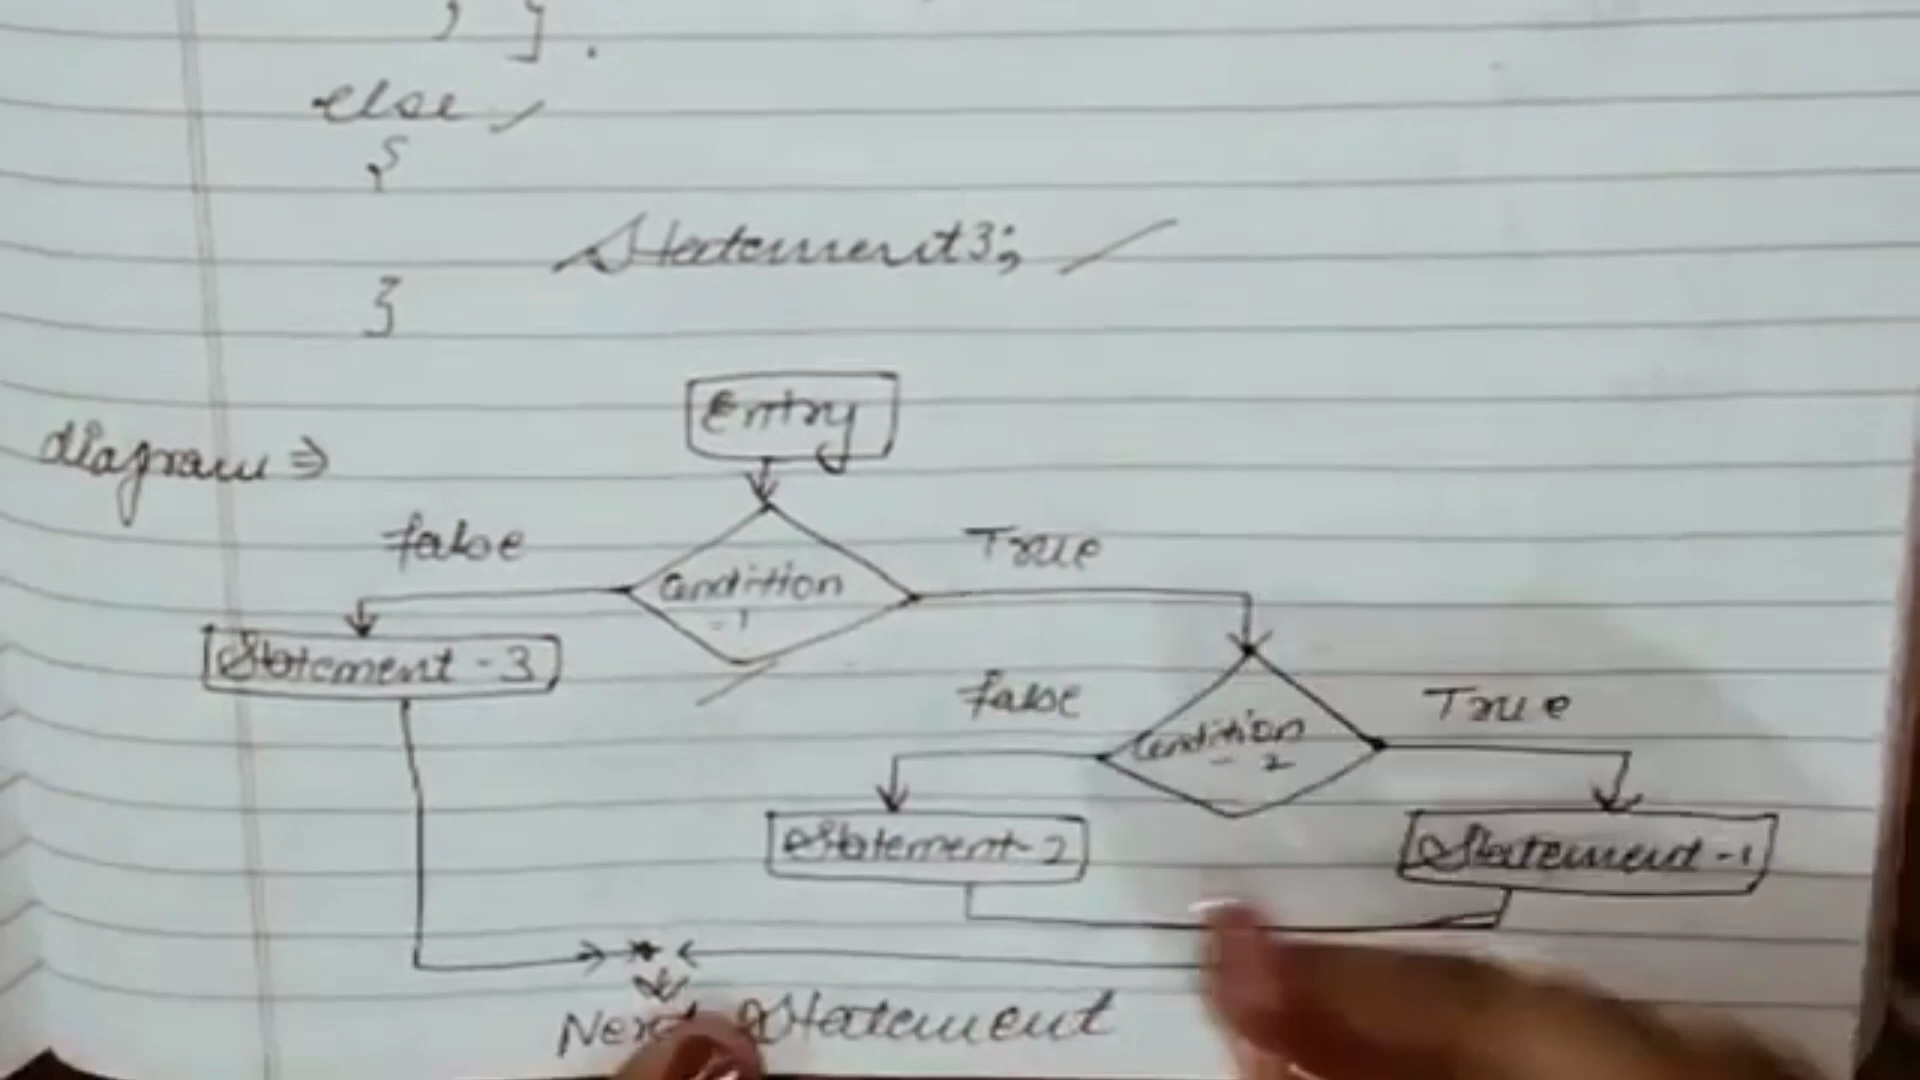 ; }.
else
{
Statement3;
}
diagram ⇒
Entry
false
True
Condition
-1
Statement-3
false
True
Condition
- 2
Statement-2
Statement-1
Next Statement